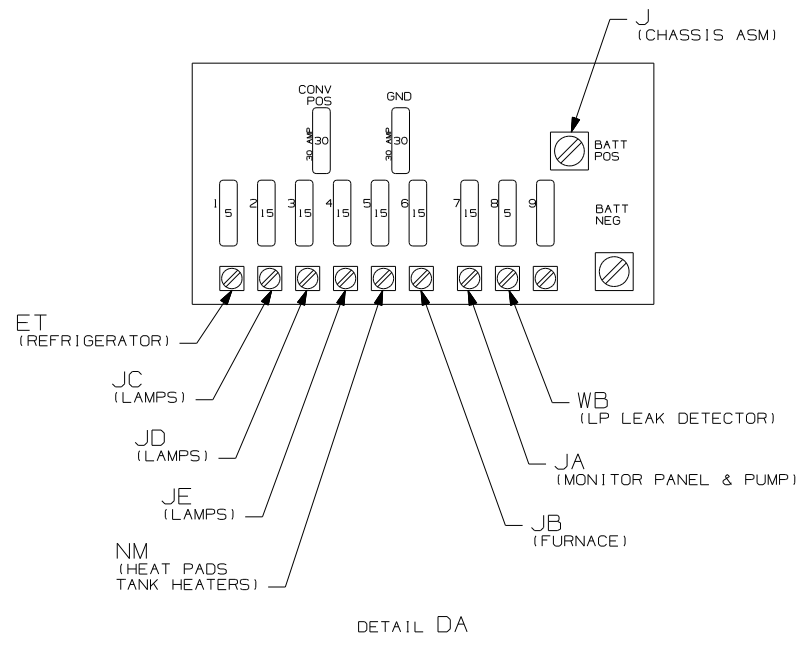 J
(CHASSIS ASM)
CONV
POS
GND
30 AMP
30
30 AMP
30
BATT
POS
1
5
2
15
3
15
4
15
5
15
6
15
7
15
8
5
9
BATT
NEG
ET
(REFRIGERATOR)
JC
(LAMPS)
WB
(LP LEAK DETECTOR)
JD
(LAMPS)
JA
(MONITOR PANEL & PUMP)
JE
(LAMPS)
JB
(FURNACE)
NM
(HEAT PADS
TANK HEATERS)
DETAIL DA